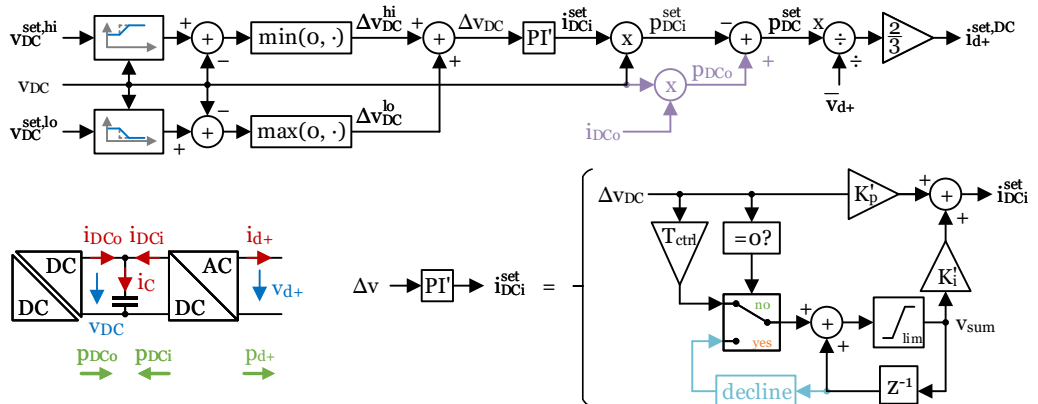 v_DC^set,hi
min(0, ·)
Δv_DC^hi
Δv_DC
PI'
i_DCi^set
x
p_DCi^set
p_DC^set
x
÷
÷
2/3
i_d+^set,DC
+
−
+
+
+
−
+
+
v_DC
x
p_DCo
v̅_d+
i_DCo
v_DC^set,lo
−
+
+
max(0, ·)
Δv_DC^lo
Δv_DC
K'_p
+
+
+
i_DCi^set
T_ctrl
=0?
K'_i
i_DCo
i_DCi
i_d+
DC
DC
i_C
AC
DC
v_d+
v_DC
Δv
PI'
i_DCi^set
=
no
yes
+
+
+
lim
v_sum
p_DCo
p_DCi
p_d+
decline
z^-1